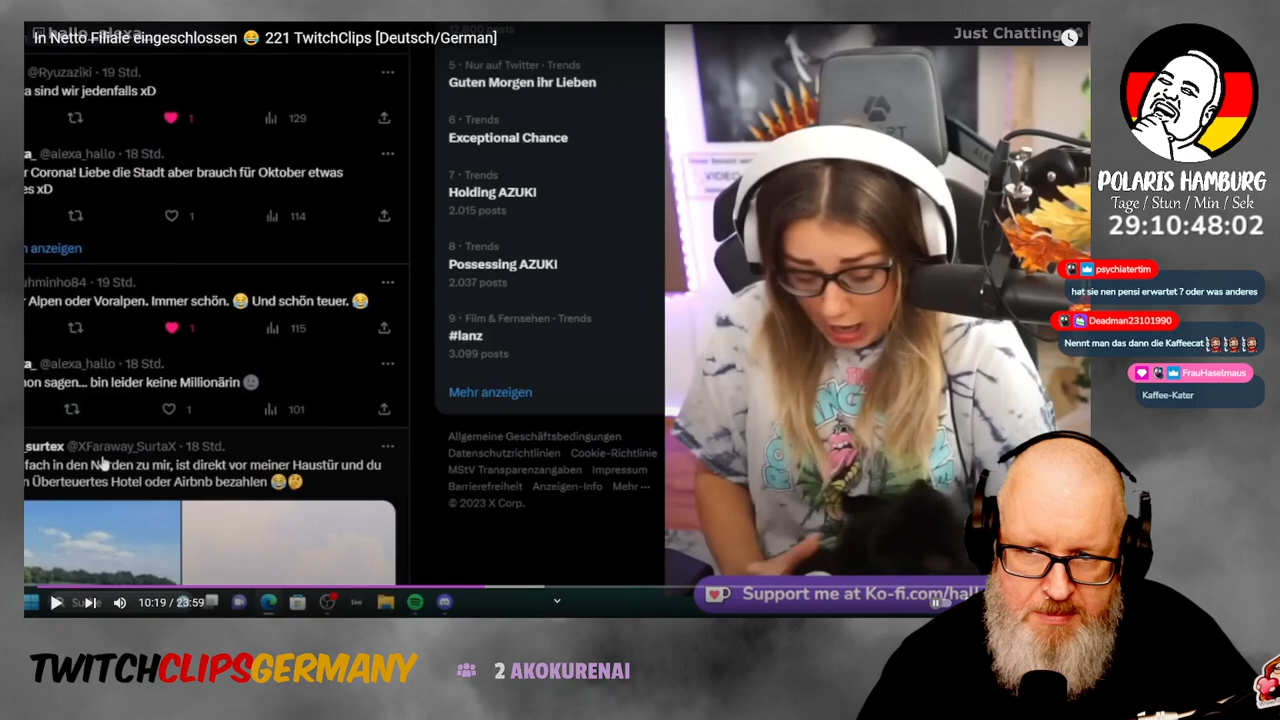 In Netto Filiale eingeschlossen 😂 221 TwitchClips [Deutsch/German]
@Ryuzaziki · 19 Std.
a sind wir jedenfalls xD
1 129
@alexa_hallo · 18 Std.
Corona! Liebe die Stadt aber brauch für Oktober etwas
es xD
1 114
anzeigen
uhminho84 · 19 Std.
Alpen oder Voralpen. Immer schön. 😂 Und schön teuer. 😂
1 115
@alexa_hallo · 18 Std.
on sagen... bin leider keine Millionärin
1 101
surtex @XFaraway_SurtaX · 18 Std.
fach in den Norden zu mir, ist direkt vor meiner Haustür und du
Überteuertes Hotel oder Airbnb bezahlen 😂🤔
10:19 / 23:59
12.800 posts
5 · Nur auf Twitter · Trends
Guten Morgen ihr Lieben
6 · Trends
Exceptional Chance
7 · Trends
Holding AZUKI
2.015 posts
8 · Trends
Possessing AZUKI
2.037 posts
9 · Film & Fernsehen · Trends
#lanz
3.099 posts
Mehr anzeigen
Allgemeine Geschäftsbedingungen
Datenschutzrichtlinien Cookie-Richtlinie
MStV Transparenzangaben Impressum
Barrierefreiheit Anzeigen-Info Mehr ···
© 2023 X Corp.
Just Chatting
VIDEO
Support me at Ko-fi.com/hal
POLARIS HAMBURG
Tage / Stun / Min / Sek
29:10:48:02
psychiatertim
hat sie nen pensi erwartet ? oder was anderes
Deadman23101990
Nennt man das dann die Kaffeecat
FrauHaselmaus
Kaffee-Kater
TWITCHCLIPSGERMANY
2 AKOKURENAI